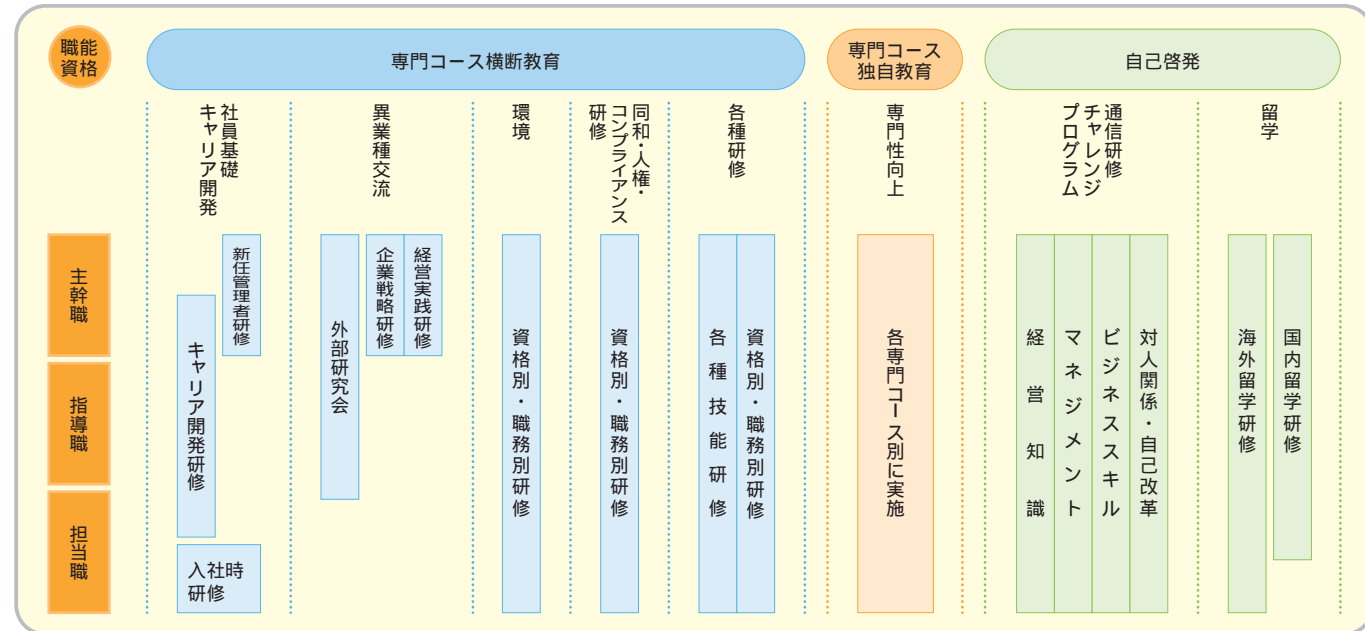 職能
資格
専門コース横断教育
専門コース
独自教育
自己啓発
社員基礎
キャリア開発
異業種交流
環境
同和・人権・
コンプライアンス
研修
各種研修
専門性向上
通信研修
チャレンジ
プログラム
留学
主幹職
指導職
担当職
新任管理者研修
キャリア開発研修
入社時
研修
外部研究会
企業戦略研修
経営実践研修
資格別・職務別研修
資格別・職務別研修
各種技能研修
資格別・職務別研修
各専門コース別に実施
経営知識
マネジメント
ビジネススキル
対人関係・自己改革
海外留学研修
国内留学研修